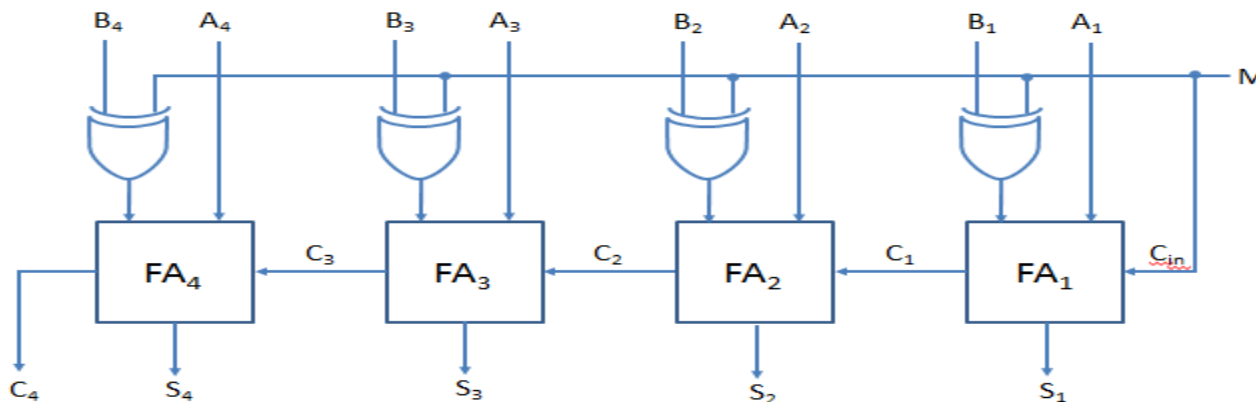 B₄ A₄ B₃ A₃ B₂ A₂ B₁ A₁
M
C₃ C₂ C₁ Cᵢₙ
FA₄ FA₃ FA₂ FA₁
C₄ S₄ S₃ S₂ S₁